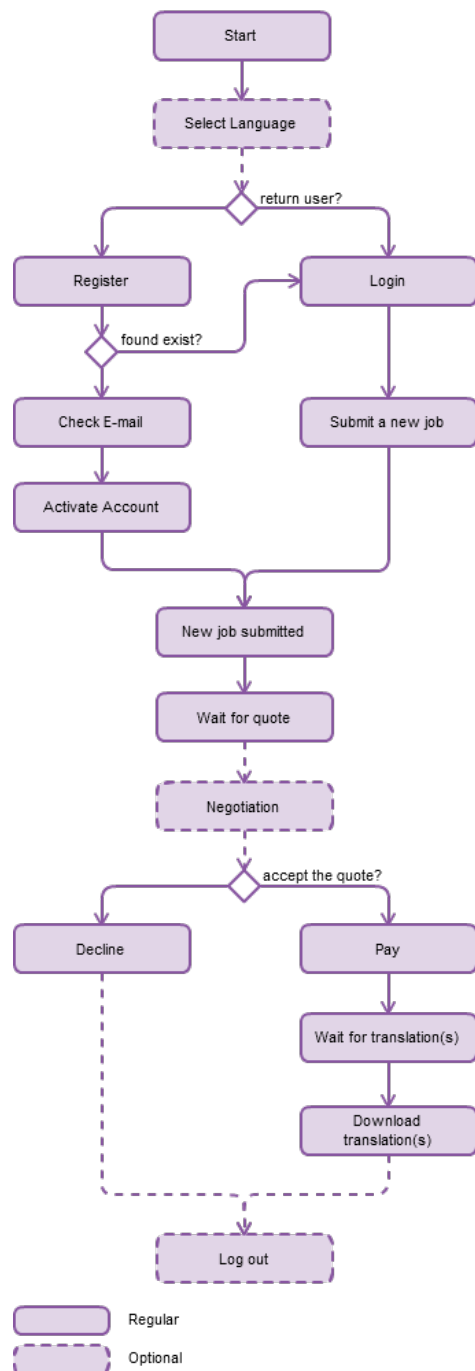 Start
Select Language
return user?
Register
Login
found exist?
Check E-mail
Submit a new job
Activate Account
New job submitted
Wait for quote
Negotiation
accept the quote?
Decline
Pay
Wait for translation(s)
Download
translation(s)
Log out
Regular
Optional